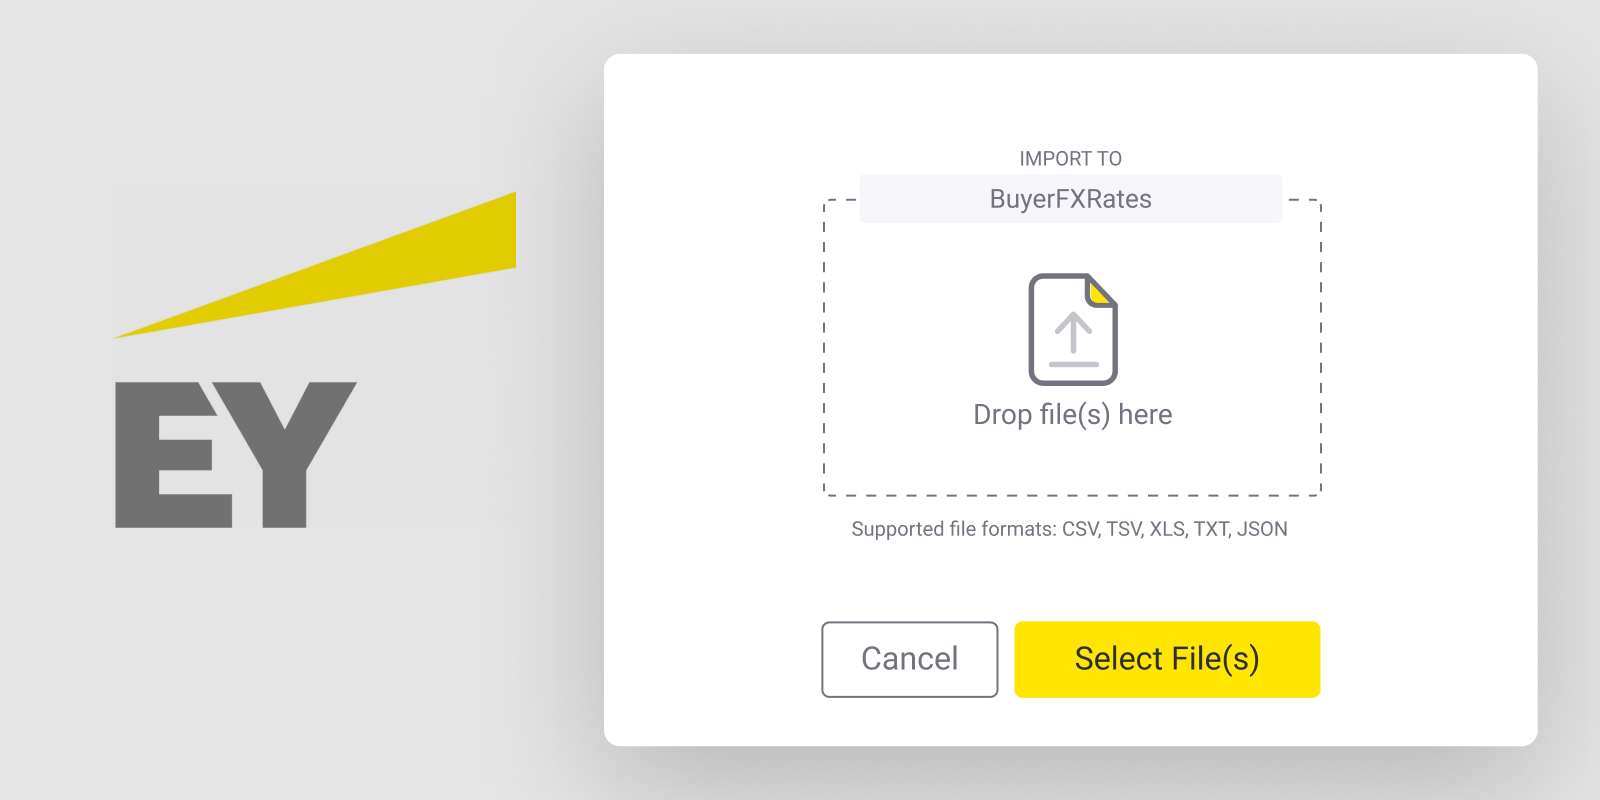 EY
IMPORT TO
BuyerFXRates
Drop file(s) here
Supported file formats: CSV, TSV, XLS, TXT, JSON
Cancel
Select File(s)